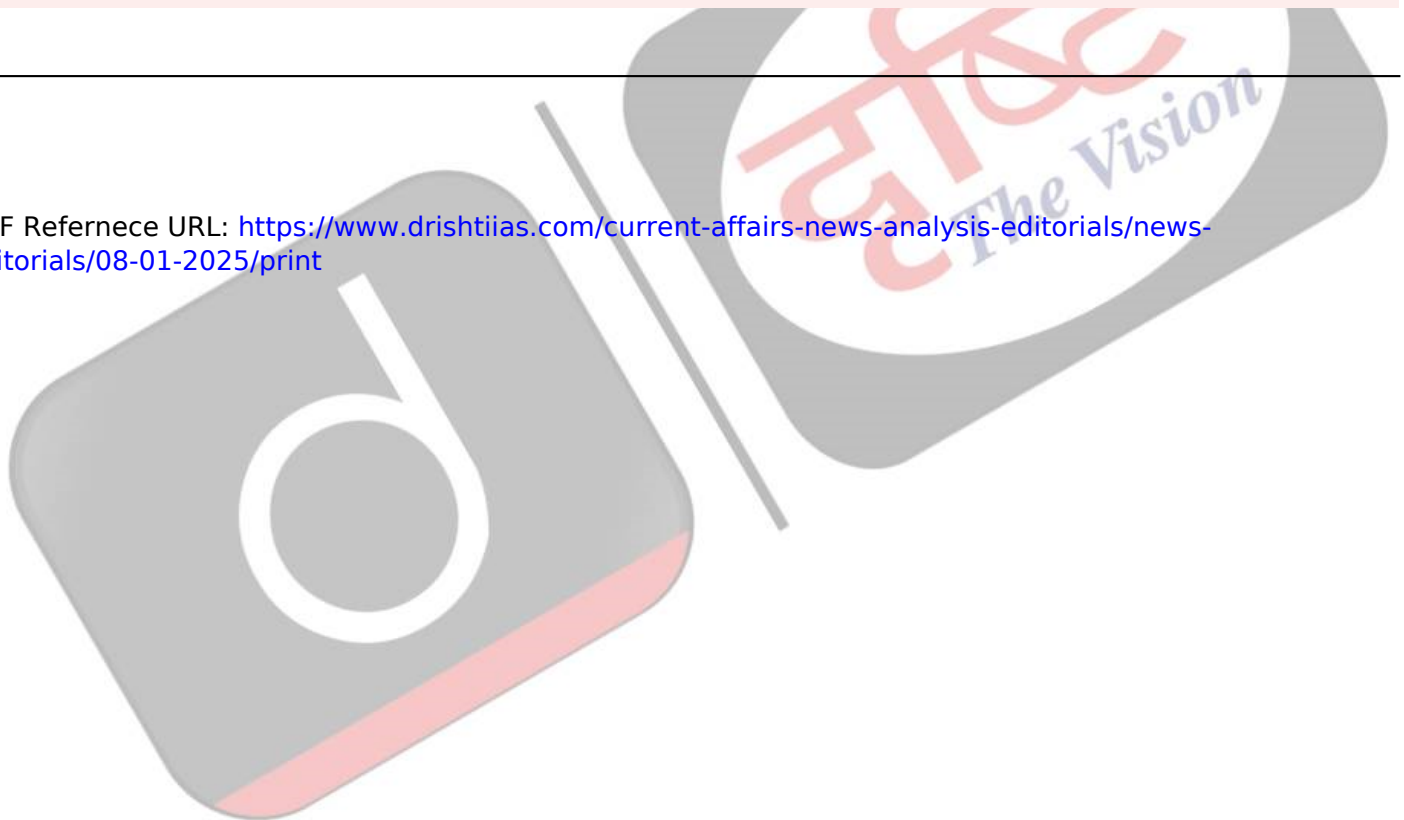 दृष्टि
The Vision
F Refernece URL: https://www.drishtiias.com/current-affairs-news-analysis-editorials/news-
itorials/08-01-2025/print
d